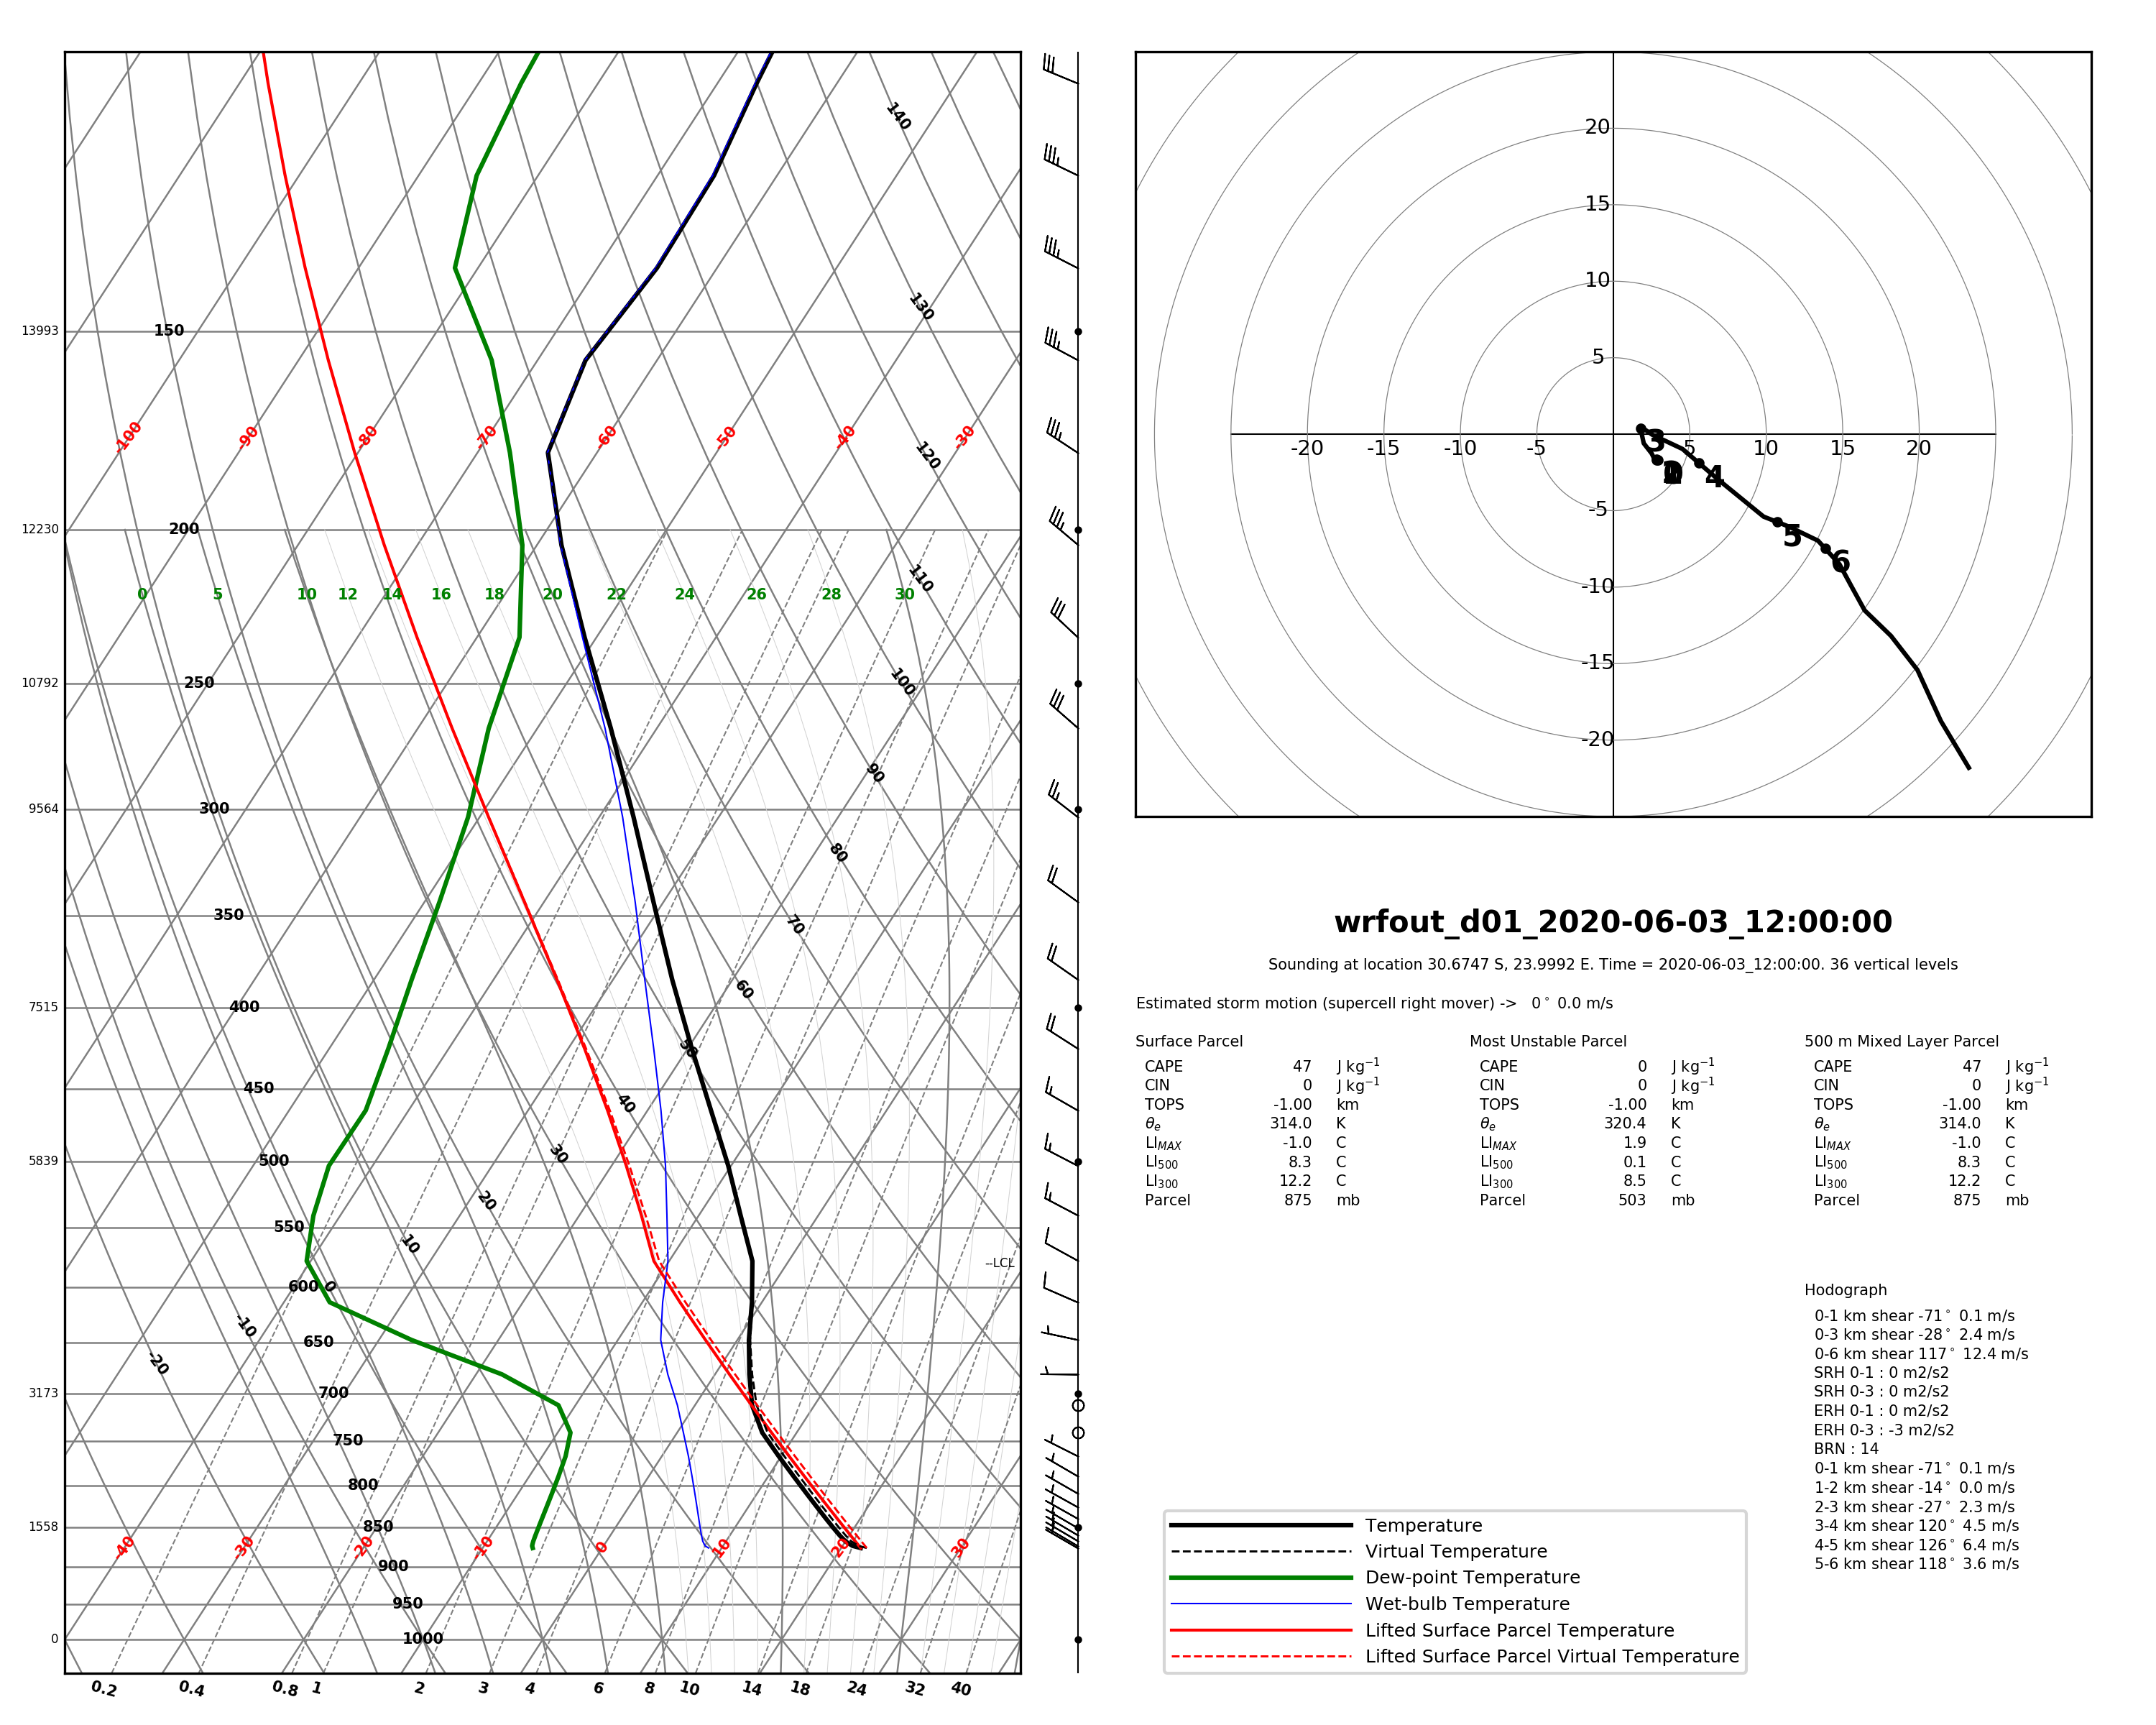 140
130
13993 150
-100 -90 -80 -70 -60 -50 -40 -30
120
12230 200
110
0 5 10 12 14 16 18 20 22 24 26 28 30
10792 250
100
90
9564 300
80
350
70
60
7515 400
50
450
40
5839 500
30
20
550
10
--LCL
600 0
-10
650
-20
3173 700
750
800
1558 850
-40 -30 -20 -10 0 10 20 30
900
950
0 1000
0.2 0.4 0.8 1 2 3 4 6 8 10 14 18 24 32 40
20
15
10
5
-20 -15 -10 -5 5 10 15 20
3
4
-5
5
6
-10
-15
-20
wrfout_d01_2020-06-03_12:00:00
Sounding at location 30.6747 S, 23.9992 E. Time = 2020-06-03_12:00:00. 36 vertical levels
Estimated storm motion (supercell right mover) -> 0° 0.0 m/s
Surface Parcel
CAPE 47 J kg⁻¹
CIN 0 J kg⁻¹
TOPS -1.00 km
θₑ 314.0 K
LI_MAX -1.0 C
LI₅₀₀ 8.3 C
LI₃₀₀ 12.2 C
Parcel 875 mb
Most Unstable Parcel
CAPE 0 J kg⁻¹
CIN 0 J kg⁻¹
TOPS -1.00 km
θₑ 320.4 K
LI_MAX 1.9 C
LI₅₀₀ 0.1 C
LI₃₀₀ 8.5 C
Parcel 503 mb
500 m Mixed Layer Parcel
CAPE 47 J kg⁻¹
CIN 0 J kg⁻¹
TOPS -1.00 km
θₑ 314.0 K
LI_MAX -1.0 C
LI₅₀₀ 8.3 C
LI₃₀₀ 12.2 C
Parcel 875 mb
Hodograph
0-1 km shear -71° 0.1 m/s
0-3 km shear -28° 2.4 m/s
0-6 km shear 117° 12.4 m/s
SRH 0-1 : 0 m2/s2
SRH 0-3 : 0 m2/s2
ERH 0-1 : 0 m2/s2
ERH 0-3 : -3 m2/s2
BRN : 14
0-1 km shear -71° 0.1 m/s
1-2 km shear -14° 0.0 m/s
2-3 km shear -27° 2.3 m/s
3-4 km shear 120° 4.5 m/s
4-5 km shear 126° 6.4 m/s
5-6 km shear 118° 3.6 m/s
Temperature
Virtual Temperature
Dew-point Temperature
Wet-bulb Temperature
Lifted Surface Parcel Temperature
Lifted Surface Parcel Virtual Temperature